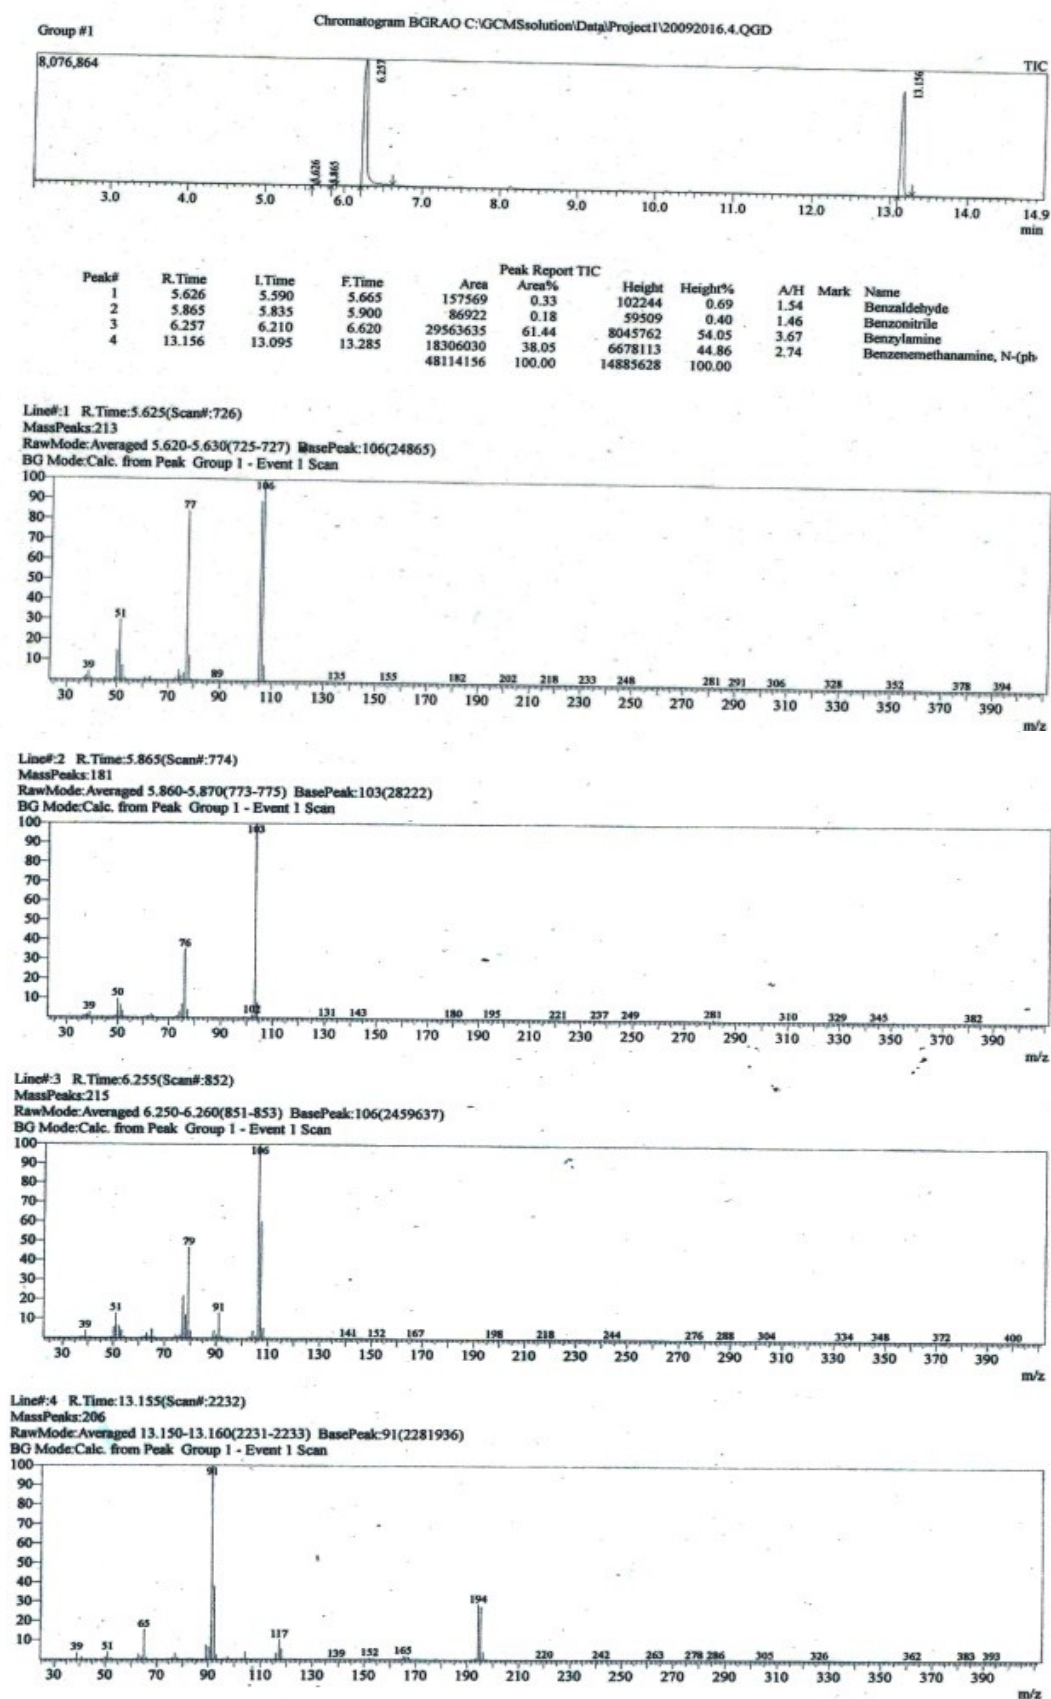 Group #1
Chromatogram BGRAO C:\GCMSsolution\Data\Project1\20092016.4.QGD
8,076,864
TIC
6.257
13.156
5.626
5.865
3.0 4.0 5.0 6.0 7.0 8.0 9.0 10.0 11.0 12.0 13.0 14.0 14.9
min
Peak Report TIC
Peak# R.Time I.Time F.Time Area Area% Height Height% A/H Mark Name
1 5.626 5.590 5.665 157569 0.33 102244 0.69 1.54 Benzaldehyde
2 5.865 5.835 5.900 86922 0.18 59509 0.40 1.46 Benzonitrile
3 6.257 6.210 6.620 29563635 61.44 8045762 54.05 3.67 Benzylamine
4 13.156 13.095 13.285 18306030 38.05 6678113 44.86 2.74 Benzenemethanamine, N-(ph
48114156 100.00 14885628 100.00
Line#:1 R.Time:5.625(Scan#:726)
MassPeaks:213
RawMode:Averaged 5.620-5.630(725-727) BasePeak:106(24865)
BG Mode:Calc. from Peak Group 1 - Event 1 Scan
100
106
90
77
80
70
60
50
40
30
51
20
10
39 89 135 155 182 202 218 233 248 281 291 306 328 352 378 394
30 50 70 90 110 130 150 170 190 210 230 250 270 290 310 330 350 370 390
m/z
Line#:2 R.Time:5.865(Scan#:774)
MassPeaks:181
RawMode:Averaged 5.860-5.870(773-775) BasePeak:103(28222)
BG Mode:Calc. from Peak Group 1 - Event 1 Scan
100
103
90
80
70
60
50
40
76
30
20
10
50
39 102 131 143 180 195 221 237 249 281 310 329 345 382
30 50 70 90 110 130 150 170 190 210 230 250 270 290 310 330 350 370 390
m/z
Line#:3 R.Time:6.255(Scan#:852)
MassPeaks:215
RawMode:Averaged 6.250-6.260(851-853) BasePeak:106(2459637)
BG Mode:Calc. from Peak Group 1 - Event 1 Scan
100
106
90
80
70
60
50
79
40
30
20
51 91
10
39 141 152 167 198 218 244 276 288 304 334 348 372 400
30 50 70 90 110 130 150 170 190 210 230 250 270 290 310 330 350 370 390
m/z
Line#:4 R.Time:13.155(Scan#:2232)
MassPeaks:206
RawMode:Averaged 13.150-13.160(2231-2233) BasePeak:91(2281936)
BG Mode:Calc. from Peak Group 1 - Event 1 Scan
100
91
90
80
70
60
50
40
30
194
20
65
10
117
39 51 139 152 165 220 242 263 278 286 305 326 362 383 393
30 50 70 90 110 130 150 170 190 210 230 250 270 290 310 330 350 370 390
m/z